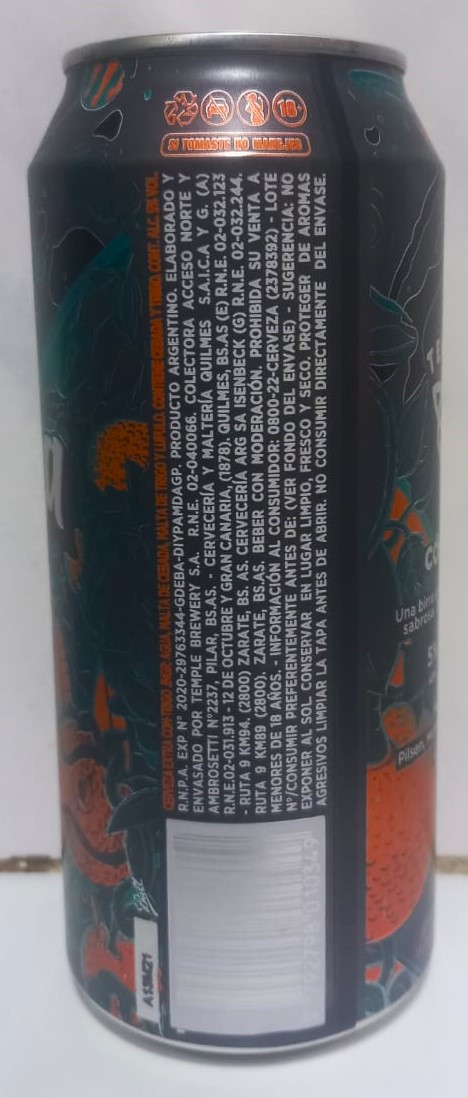 18+
SI TOMASTE NO MANEJES
CERVEZA EXTRA CON TRIGO. ING: AGUA, MALTA DE CEBADA, MALTA DE TRIGO Y LUPULO. CONTIENE CEBADA Y TRIGO. CONT. ALC. 5% VOL.
R.N.P.A. EXP N° 2020-29763344-GDEBA-DIYPAMDAGP. PRODUCTO ARGENTINO. ELABORADO Y
ENVASADO POR TEMPLE BREWERY S.A. R.N.E. 02-040066. COLECTORA ACCESO NORTE Y
AMBROSETTI N°2237, PILAR, BS.AS. - CERVECERÍA Y MALTERÍA QUILMES S.A.I.C.A Y G. (A)
R.N.E.02-031.913 - 12 DE OCTUBRE Y GRAN CANARIA, (1878), QUILMES, BS.AS (E) R.N.E. 02-032.123
- RUTA 9 KM94, (2800) ZARATE, BS. AS. CERVECERÍA ARG SA ISENBECK (G) R.N.E. 02-032.244.
RUTA 9 KM89 (2800), ZARATE, BS.AS. BEBER CON MODERACIÓN. PROHIBIDA SU VENTA A
MENORES DE 18 AÑOS. - INFORMACIÓN AL CONSUMIDOR: 0800-22-CERVEZA (2378392) - LOTE
N°/CONSUMIR PREFERENTEMENTE ANTES DE: (VER FONDO DEL ENVASE) - SUGERENCIA: NO
EXPONER AL SOL. CONSERVAR EN LUGAR LIMPIO, FRESCO Y SECO. PROTEGER DE AROMAS
AGRESIVOS LIMPIAR LA TAPA ANTES DE ABRIR. NO CONSUMIR DIRECTAMENTE DEL ENVASE.
TE
CO
Una birra
sabrosa
5%
Pilsen,